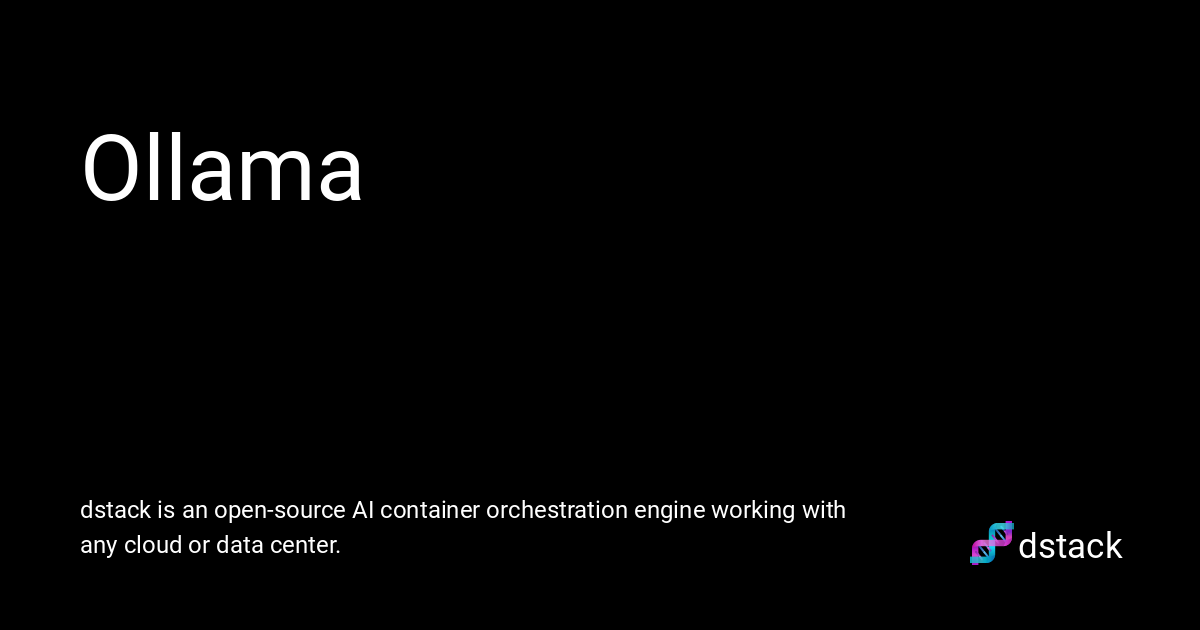 Ollama
dstack is an open-source AI container orchestration engine working with
any cloud or data center.
dstack